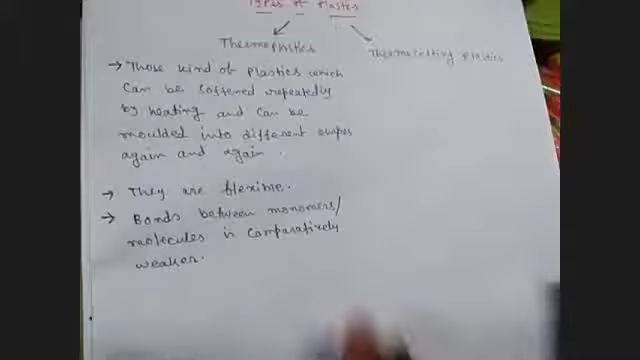 Types of Plastics
Thermoplastics
Thermosetting Plastics
→ Those kind of plastics which
can be softened repeatedly
by heating and can be
moulded into different shapes
again and again .
→ They are flexible.
→ Bonds between monomers/
molecules is comparatively
weaker.